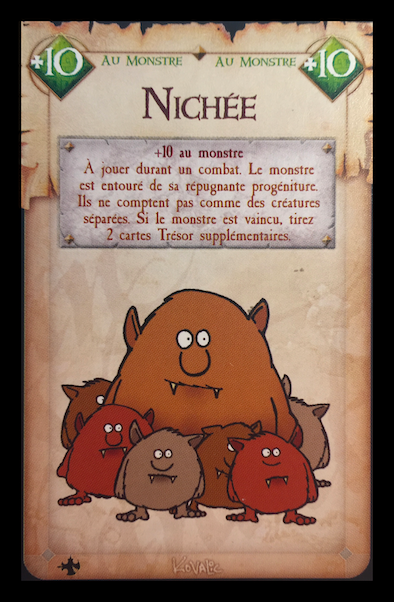 +10 Au Monstre Au Monstre +10
Nichée
+10 au monstre
À jouer durant un combat. Le monstre
est entouré de sa répugnante progéniture.
Ils ne comptent pas comme des créatures
séparées. Si le monstre est vaincu, tirez
2 cartes Trésor supplémentaires.
Kovalic